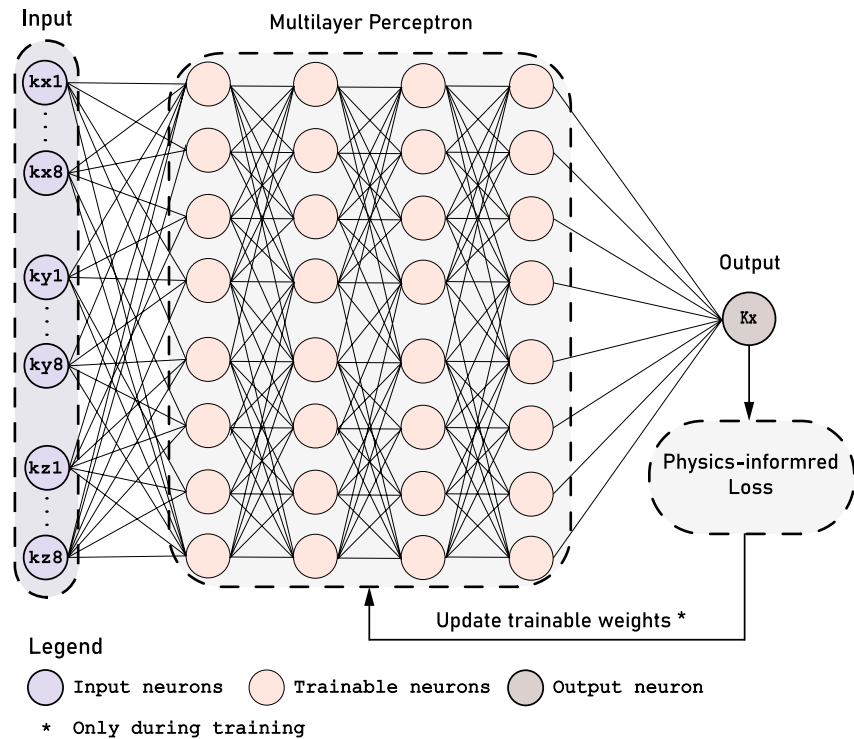 Input
Multilayer Perceptron
kx1
kx8
ky1
ky8
kz1
kz8
Output
Kx
Physics-informred
Loss
Update trainable weights *
Legend
Input neurons
Trainable neurons
Output neuron
* Only during training